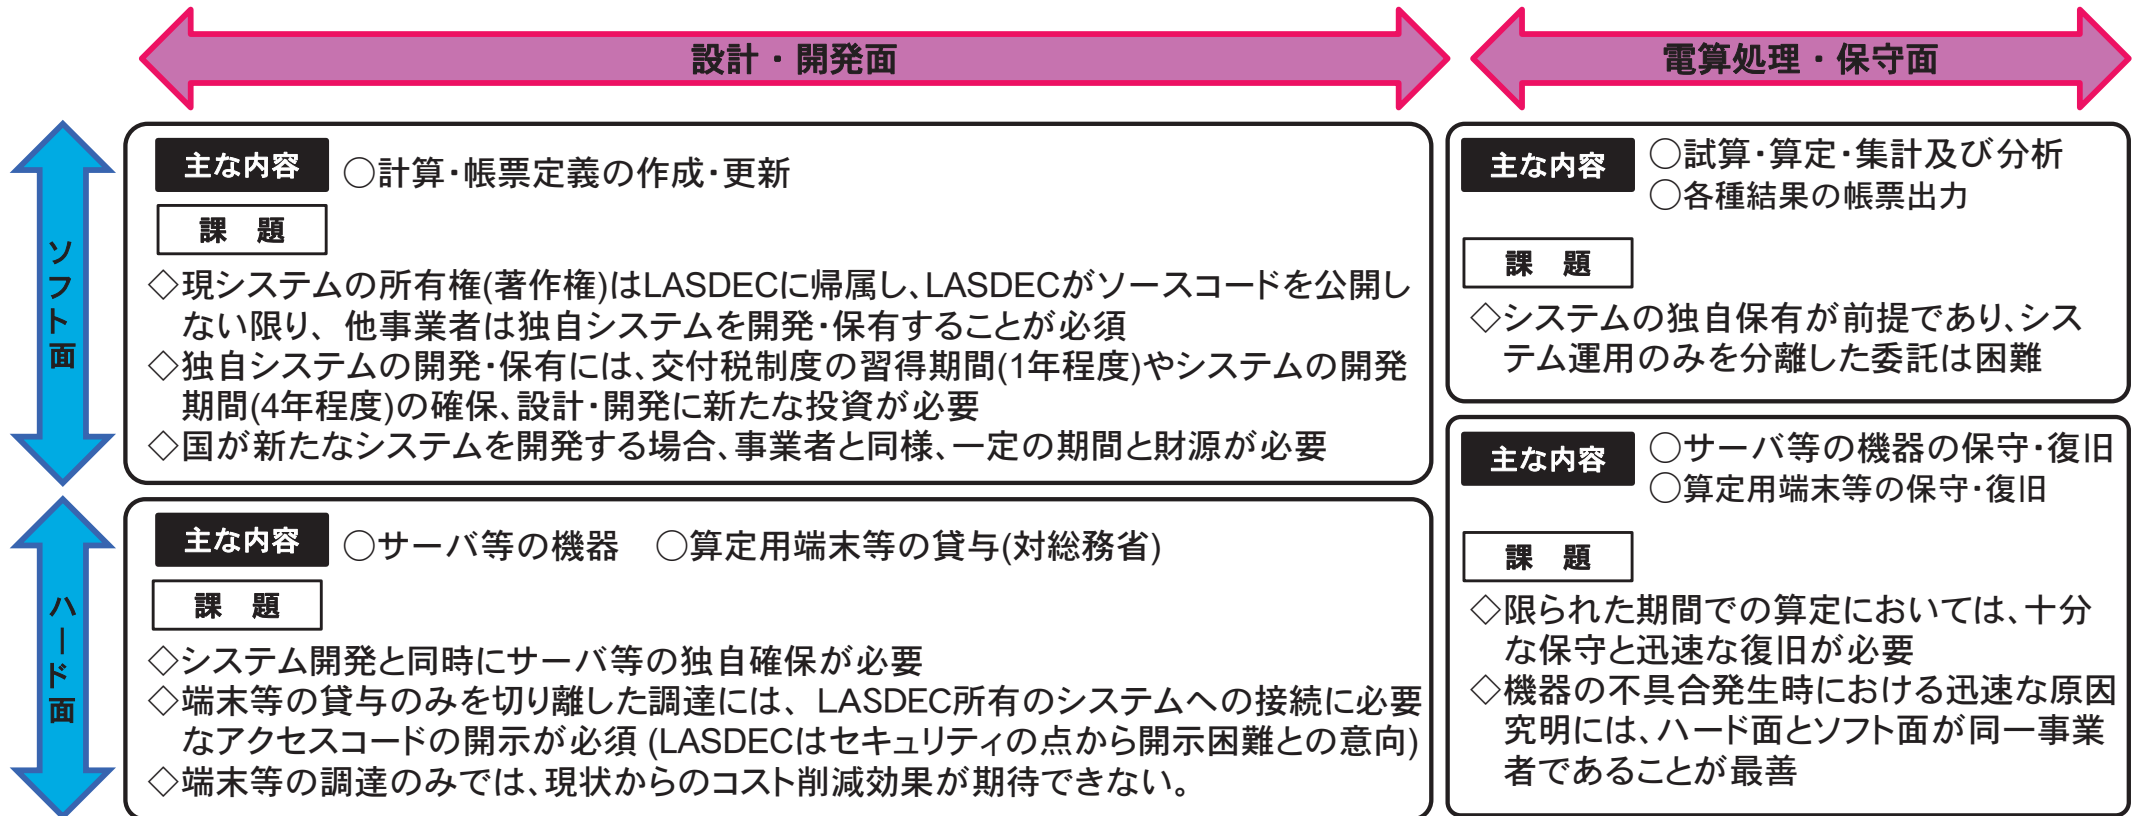 設計・開発面
電算処理・保守面
ソフト面
主な内容
○計算・帳票定義の作成・更新
課　題
◇現システムの所有権(著作権)はLASDECに帰属し、LASDECがソースコードを公開し
ない限り、他事業者は独自システムを開発・保有することが必須
◇独自システムの開発・保有には、交付税制度の習得期間(1年程度)やシステムの開発
期間(4年程度)の確保、設計・開発に新たな投資が必要
◇国が新たなシステムを開発する場合、事業者と同様、一定の期間と財源が必要
主な内容
○試算・算定・集計及び分析
○各種結果の帳票出力
課　題
◇システムの独自保有が前提であり、シス
テム運用のみを分離した委託は困難
ハード面
主な内容
○サーバ等の機器　○算定用端末等の貸与(対総務省)
課　題
◇システム開発と同時にサーバ等の独自確保が必要
◇端末等の貸与のみを切り離した調達には、LASDEC所有のシステムへの接続に必要
なアクセスコードの開示が必須 (LASDECはセキュリティの点から開示困難との意向)
◇端末等の調達のみでは、現状からのコスト削減効果が期待できない。
主な内容
○サーバ等の機器の保守・復旧
○算定用端末等の保守・復旧
課　題
◇限られた期間での算定においては、十分
な保守と迅速な復旧が必要
◇機器の不具合発生時における迅速な原因
究明には、ハード面とソフト面が同一事業
者であることが最善